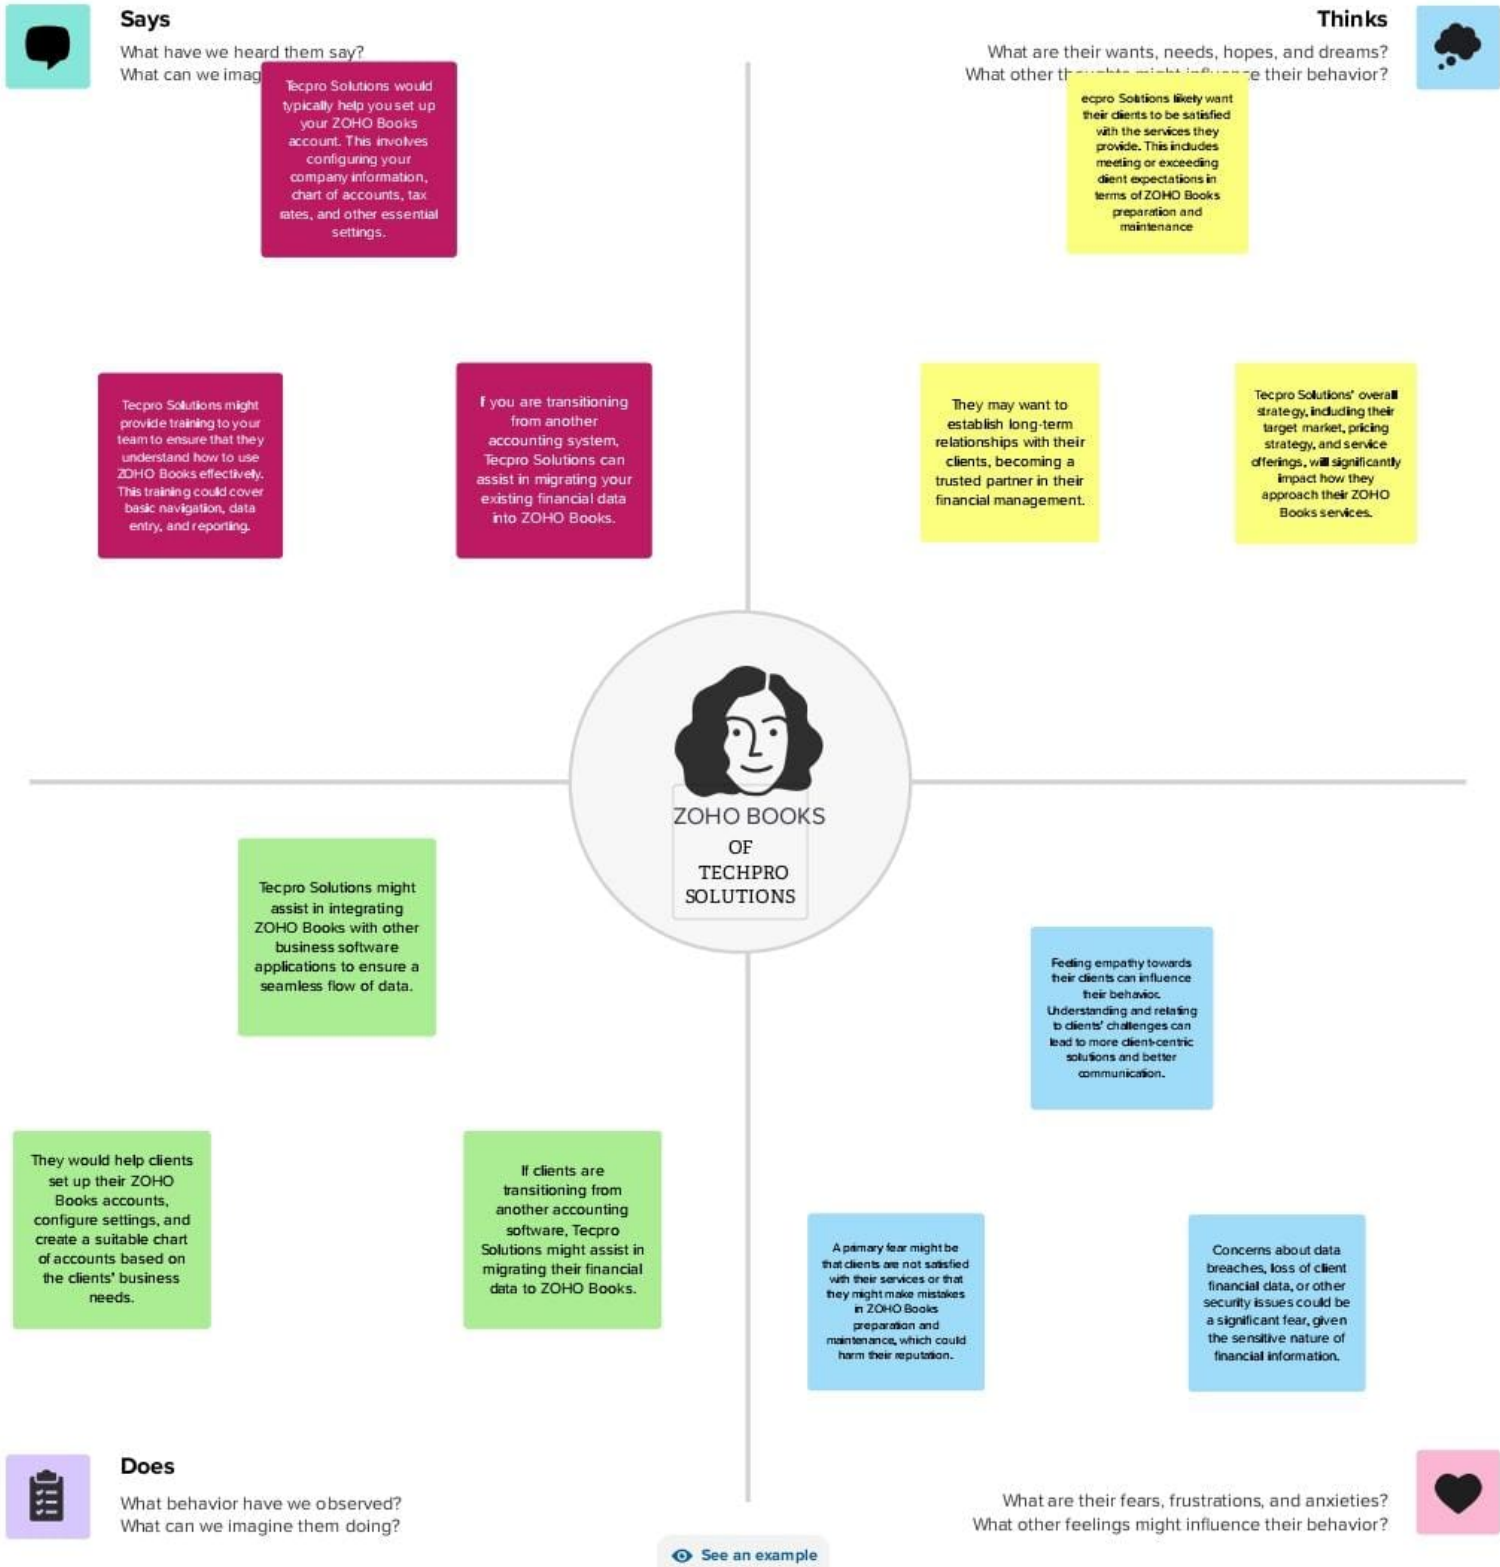 Says
What have we heard them say?
What can we imag
Tecpro Solutions would
typically help you set up
your ZOHO Books
account. This involves
configuring your
company information,
chart of accounts, tax
rates, and other essential
settings.
Tecpro Solutions might
provide training to your
team to ensure that they
understand how to use
ZOHO Books effectively.
This training could cover
basic navigation, data
entry, and reporting.
If you are transitioning
from another
accounting system,
Tecpro Solutions can
assist in migrating your
existing financial data
into ZOHO Books.
Thinks
What are their wants, needs, hopes, and dreams?
What other thoughts might influence their behavior?
ecpro Solutions likely want
their clients to be satisfied
with the services they
provide. This includes
meeting or exceeding
client expectations in
terms of ZOHO Books
preparation and
maintenance
They may want to
establish long-term
relationships with their
clients, becoming a
trusted partner in their
financial management.
Tecpro Solutions' overall
strategy, including their
target market, pricing
strategy, and service
offerings, will significantly
impact how they
approach their ZOHO
Books services.
ZOHO BOOKS
OF
TECHPRO
SOLUTIONS
Tecpro Solutions might
assist in integrating
ZOHO Books with other
business software
applications to ensure a
seamless flow of data.
They would help clients
set up their ZOHO
Books accounts,
configure settings, and
create a suitable chart
of accounts based on
the clients' business
needs.
If clients are
transitioning from
another accounting
software, Tecpro
Solutions might assist in
migrating their financial
data to ZOHO Books.
Does
What behavior have we observed?
What can we imagine them doing?
Feeling empathy towards
their clients can influence
their behavior.
Understanding and relating
to clients' challenges can
lead to more client-centric
solutions and better
communication.
A primary fear might be
that clients are not satisfied
with their services or that
they might make mistakes
in ZOHO Books
preparation and
maintenance, which could
harm their reputation.
Concerns about data
breaches, loss of client
financial data, or other
security issues could be
a significant fear, given
the sensitive nature of
financial information.
What are their fears, frustrations, and anxieties?
What other feelings might influence their behavior?
See an example